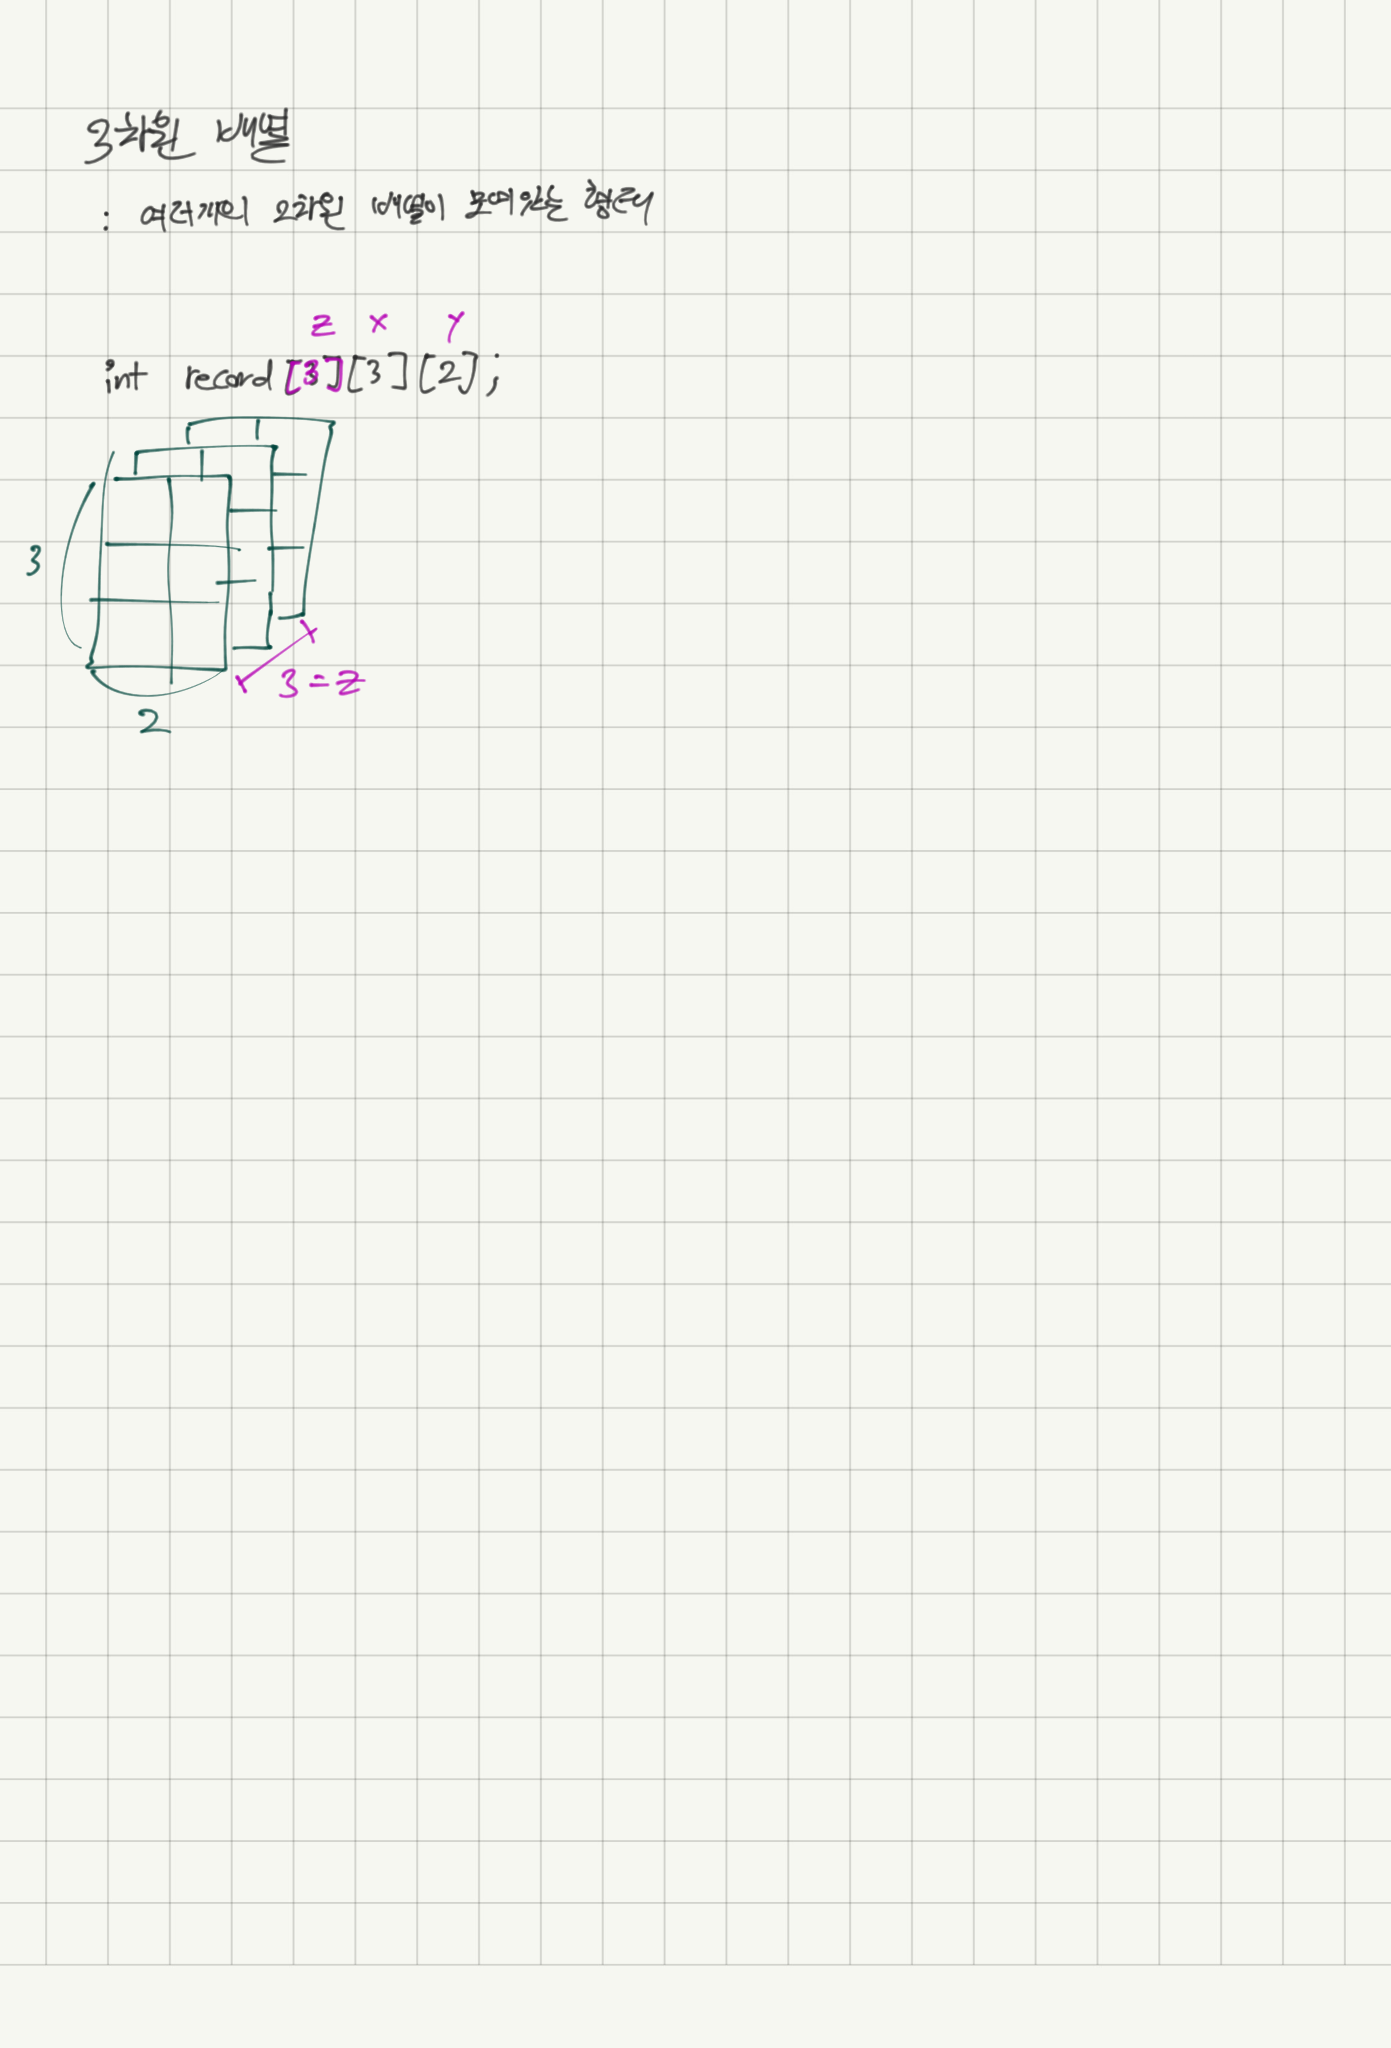 3차원 배열
: 여러개의 2차원 배열이 모여있는 형태
z x y
int record[3][3][2];
3
3=z
2